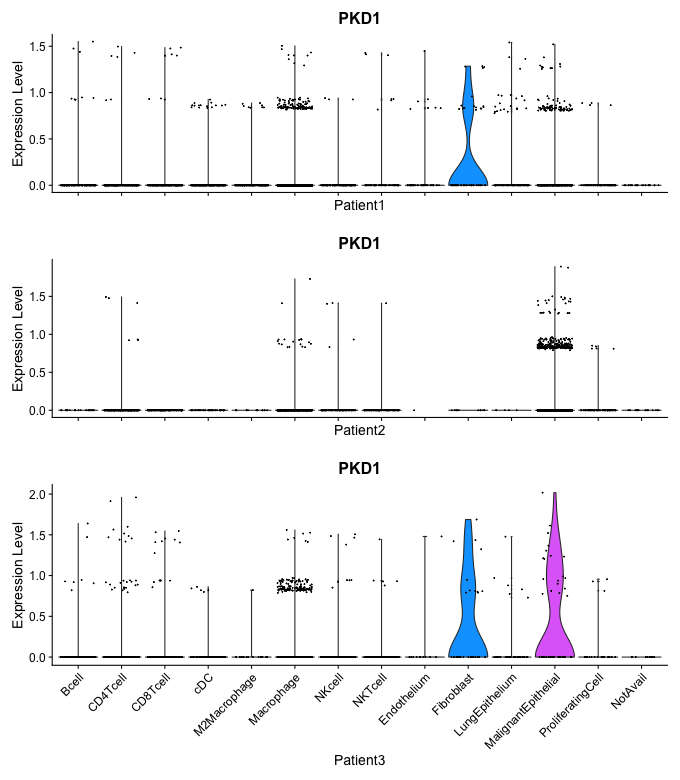 PKD1
Expression Level
1.5
1.0
0.5
0.0
Patient1
PKD1
Expression Level
1.5
1.0
0.5
0.0
Patient2
PKD1
Expression Level
2.0
1.5
1.0
0.5
0.0
Bcell
CD4Tcell
CD8Tcell
cDC
M2Macrophage
Macrophage
NKcell
NKTcell
Endothelium
Fibroblast
LungEpithelium
MalignantEpithelial
ProliferatingCell
NotAvail
Patient3